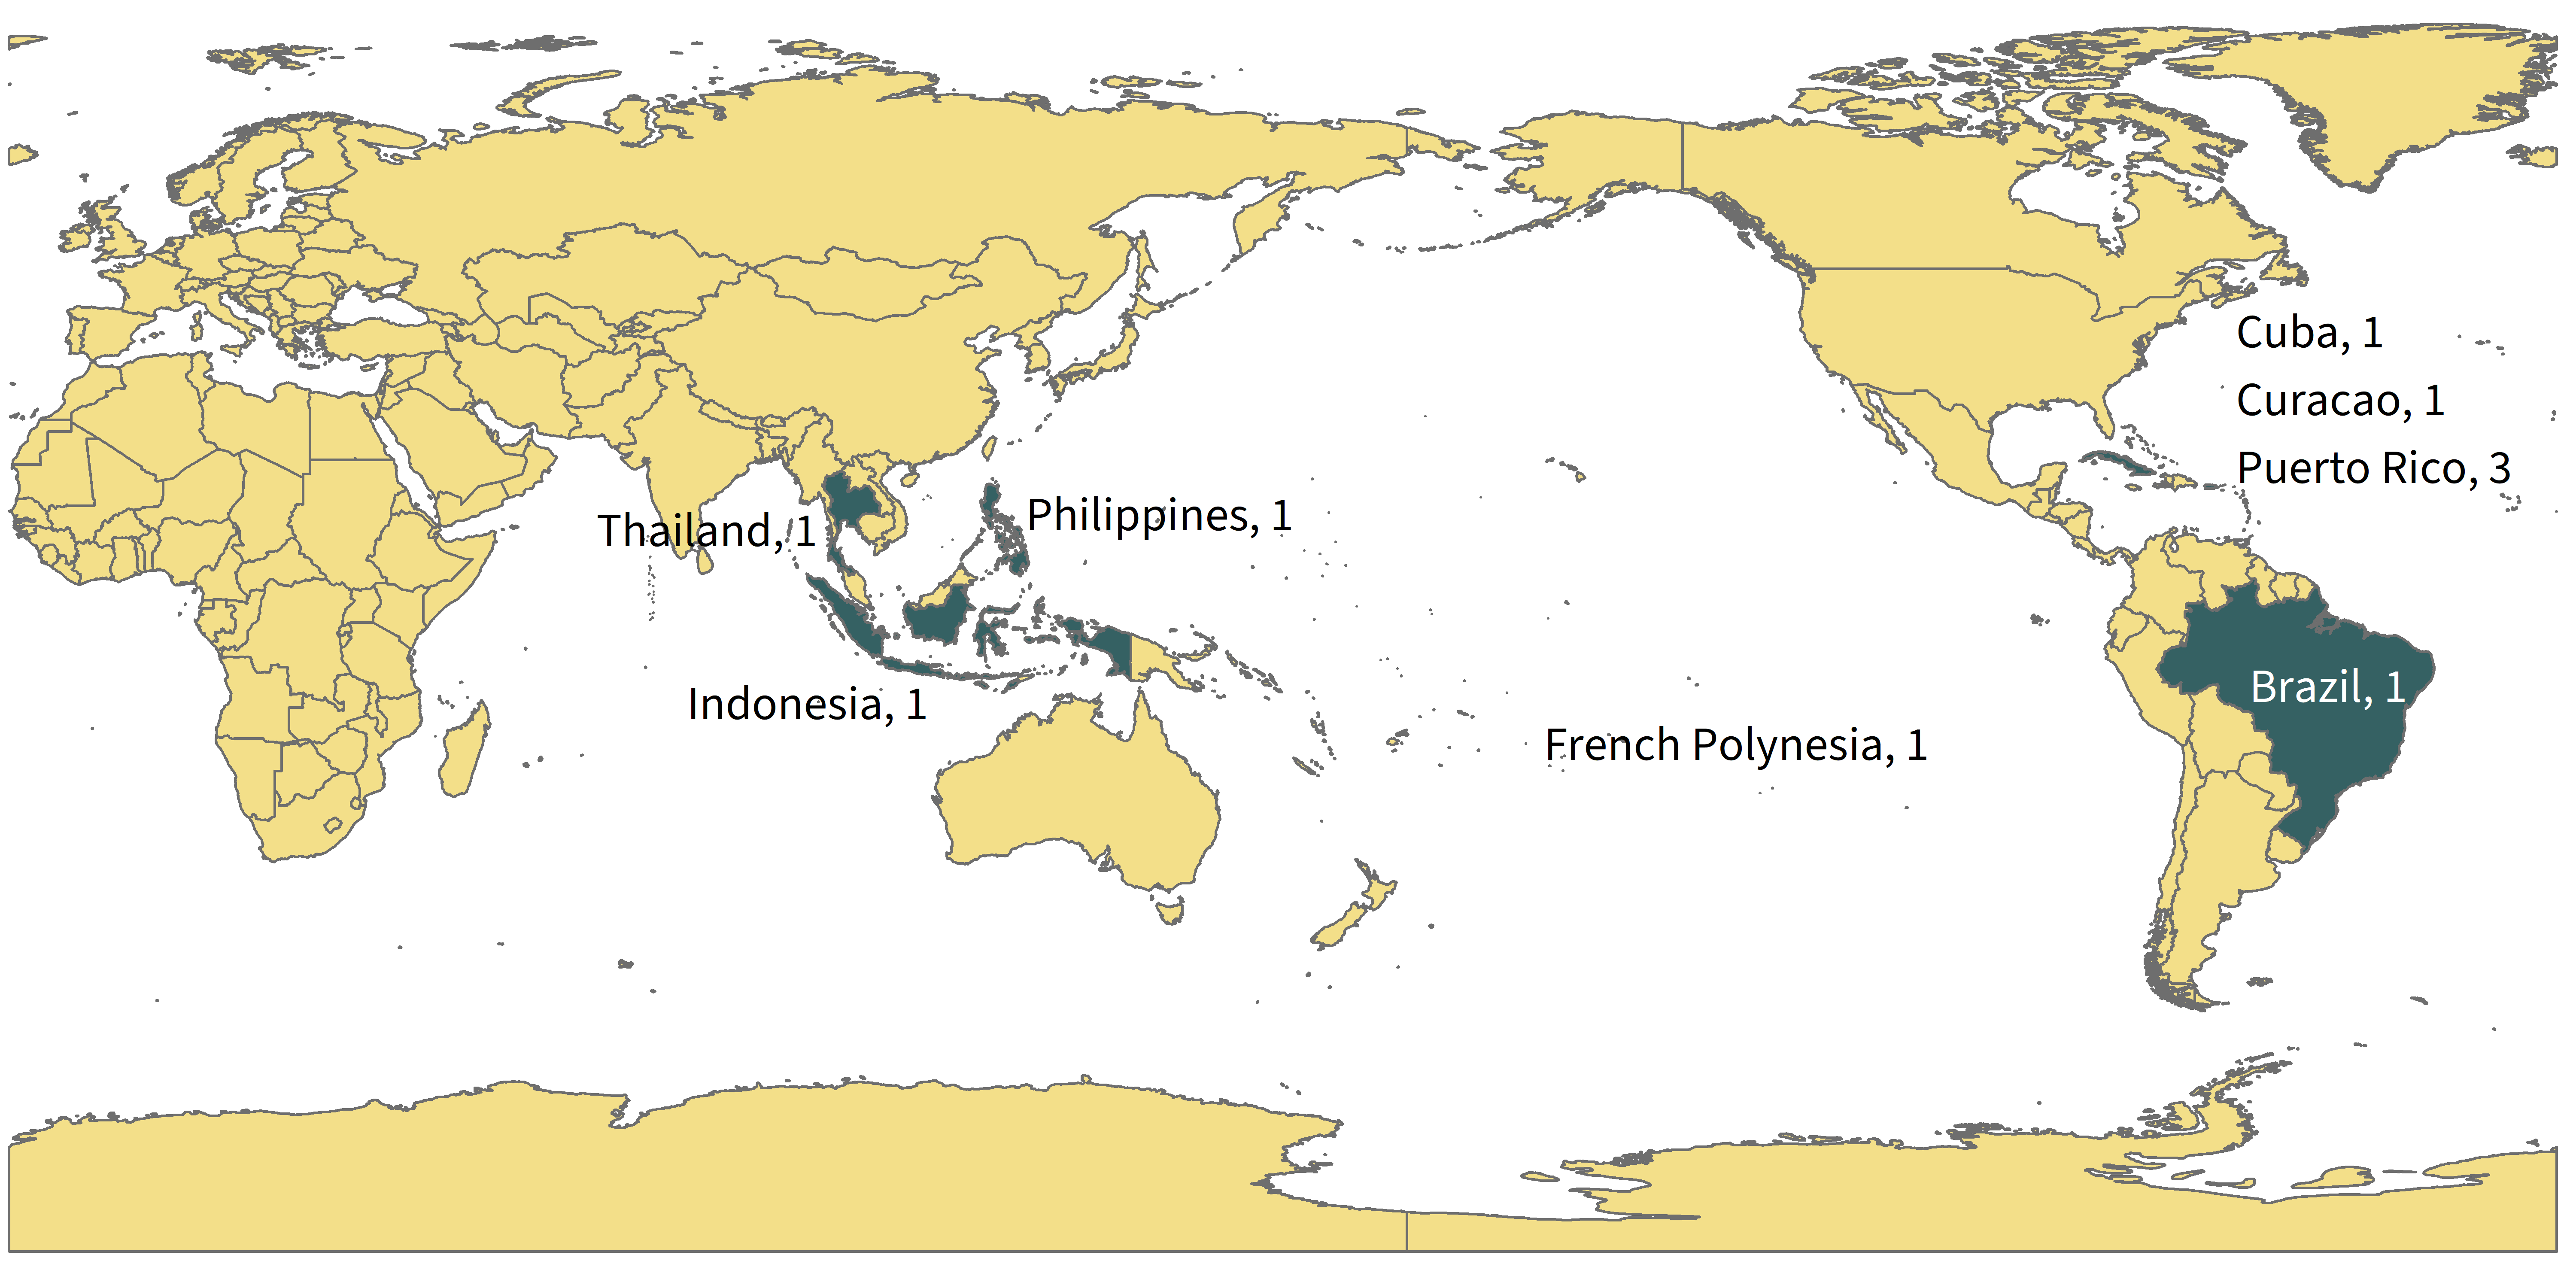 Cuba, 1
Curacao, 1
Puerto Rico, 3
Philippines, 1
Thailand, 1
Brazil, 1
Indonesia, 1
French Polynesia, 1